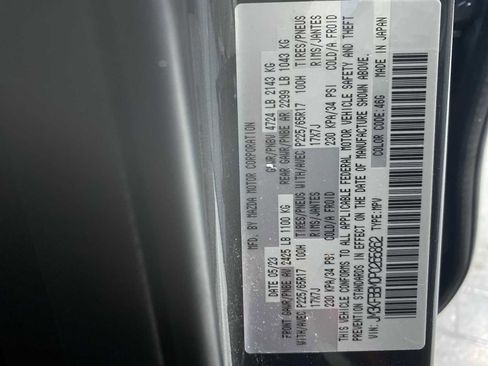 MFD. BY MAZDA MOTOR CORPORATION
DATE 05/23 GVWR/PNBV 4724 LB 2143 KG
FRONT GAWR/PNBE AV 2425 LB 1100 KG REAR GAWR/PNBE AR 2299 LB 1043 KG
WITH/AVEC P225/65R17 100H TIRES/PNEUS WITH/AVEC P225/65R17 100H TIRES/PNEUS
17X7J RIMS/JANTES 17X7J RIMS/JANTES
230 KPA/34 PSI COLD/A FROID 230 KPA/34 PSI COLD/A FROID
THIS VEHICLE CONFORMS TO ALL APPLICABLE FEDERAL MOTOR VEHICLE SAFETY AND THEFT
PREVENTION STANDARDS IN EFFECT ON THE DATE OF MANUFACTURE SHOWN ABOVE.
VIN: TYPE:MPV COLOR CODE:46G MADE IN JAPAN